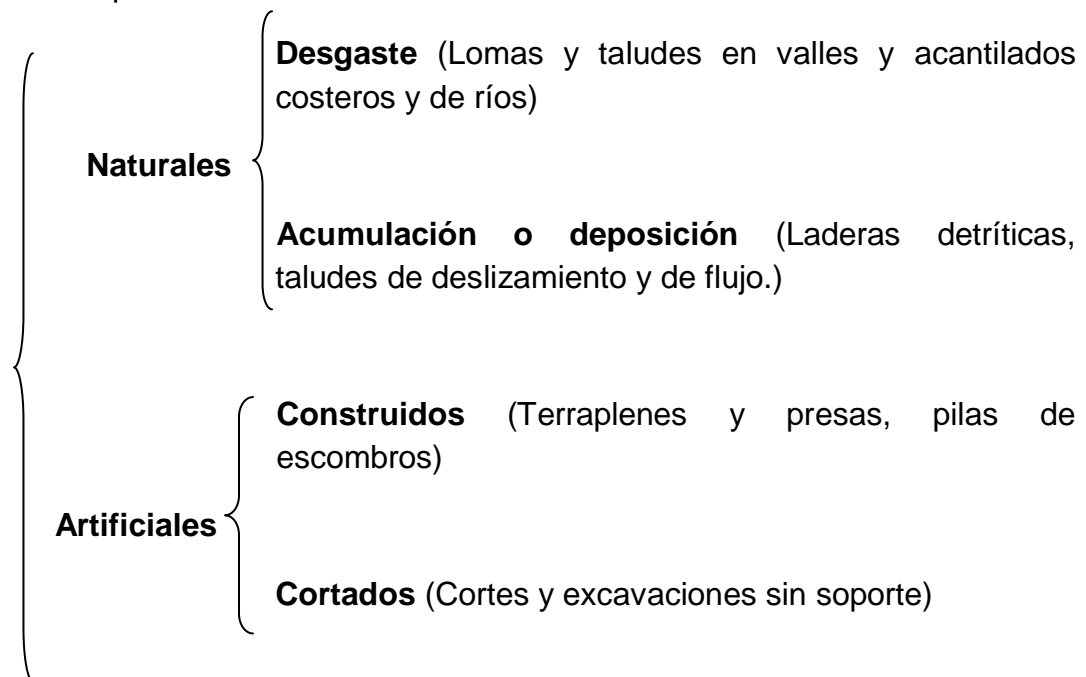 Desgaste (Lomas y taludes en valles y acantilados
costeros y de ríos)
Naturales
Acumulación o deposición (Laderas detríticas,
taludes de deslizamiento y de flujo.)
Construidos (Terraplenes y presas, pilas de
escombros)
Artificiales
Cortados (Cortes y excavaciones sin soporte)